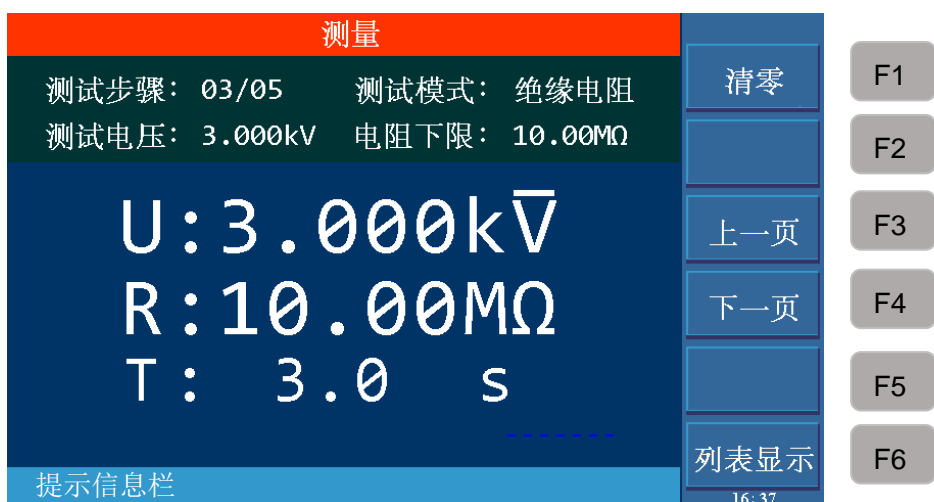 测量
测试步骤: 03/05 测试模式: 绝缘电阻
测试电压: 3.000kV 电阻下限: 10.00MΩ
U:3.000kV
R:10.00MΩ
T: 3.0 s
-------
提示信息栏
清零
上一页
下一页
列表显示
16:37
F1
F2
F3
F4
F5
F6